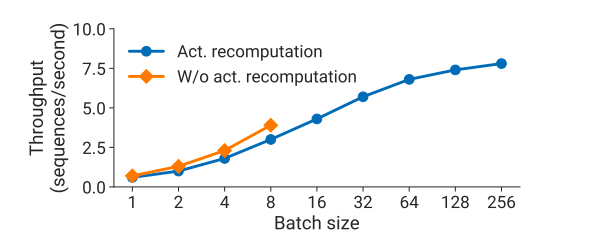 Throughput
(sequences/second)
10.0
7.5
5.0
2.5
0.0
Act. recomputation
W/o act. recomputation
1 2 4 8 16 32 64 128 256
Batch size